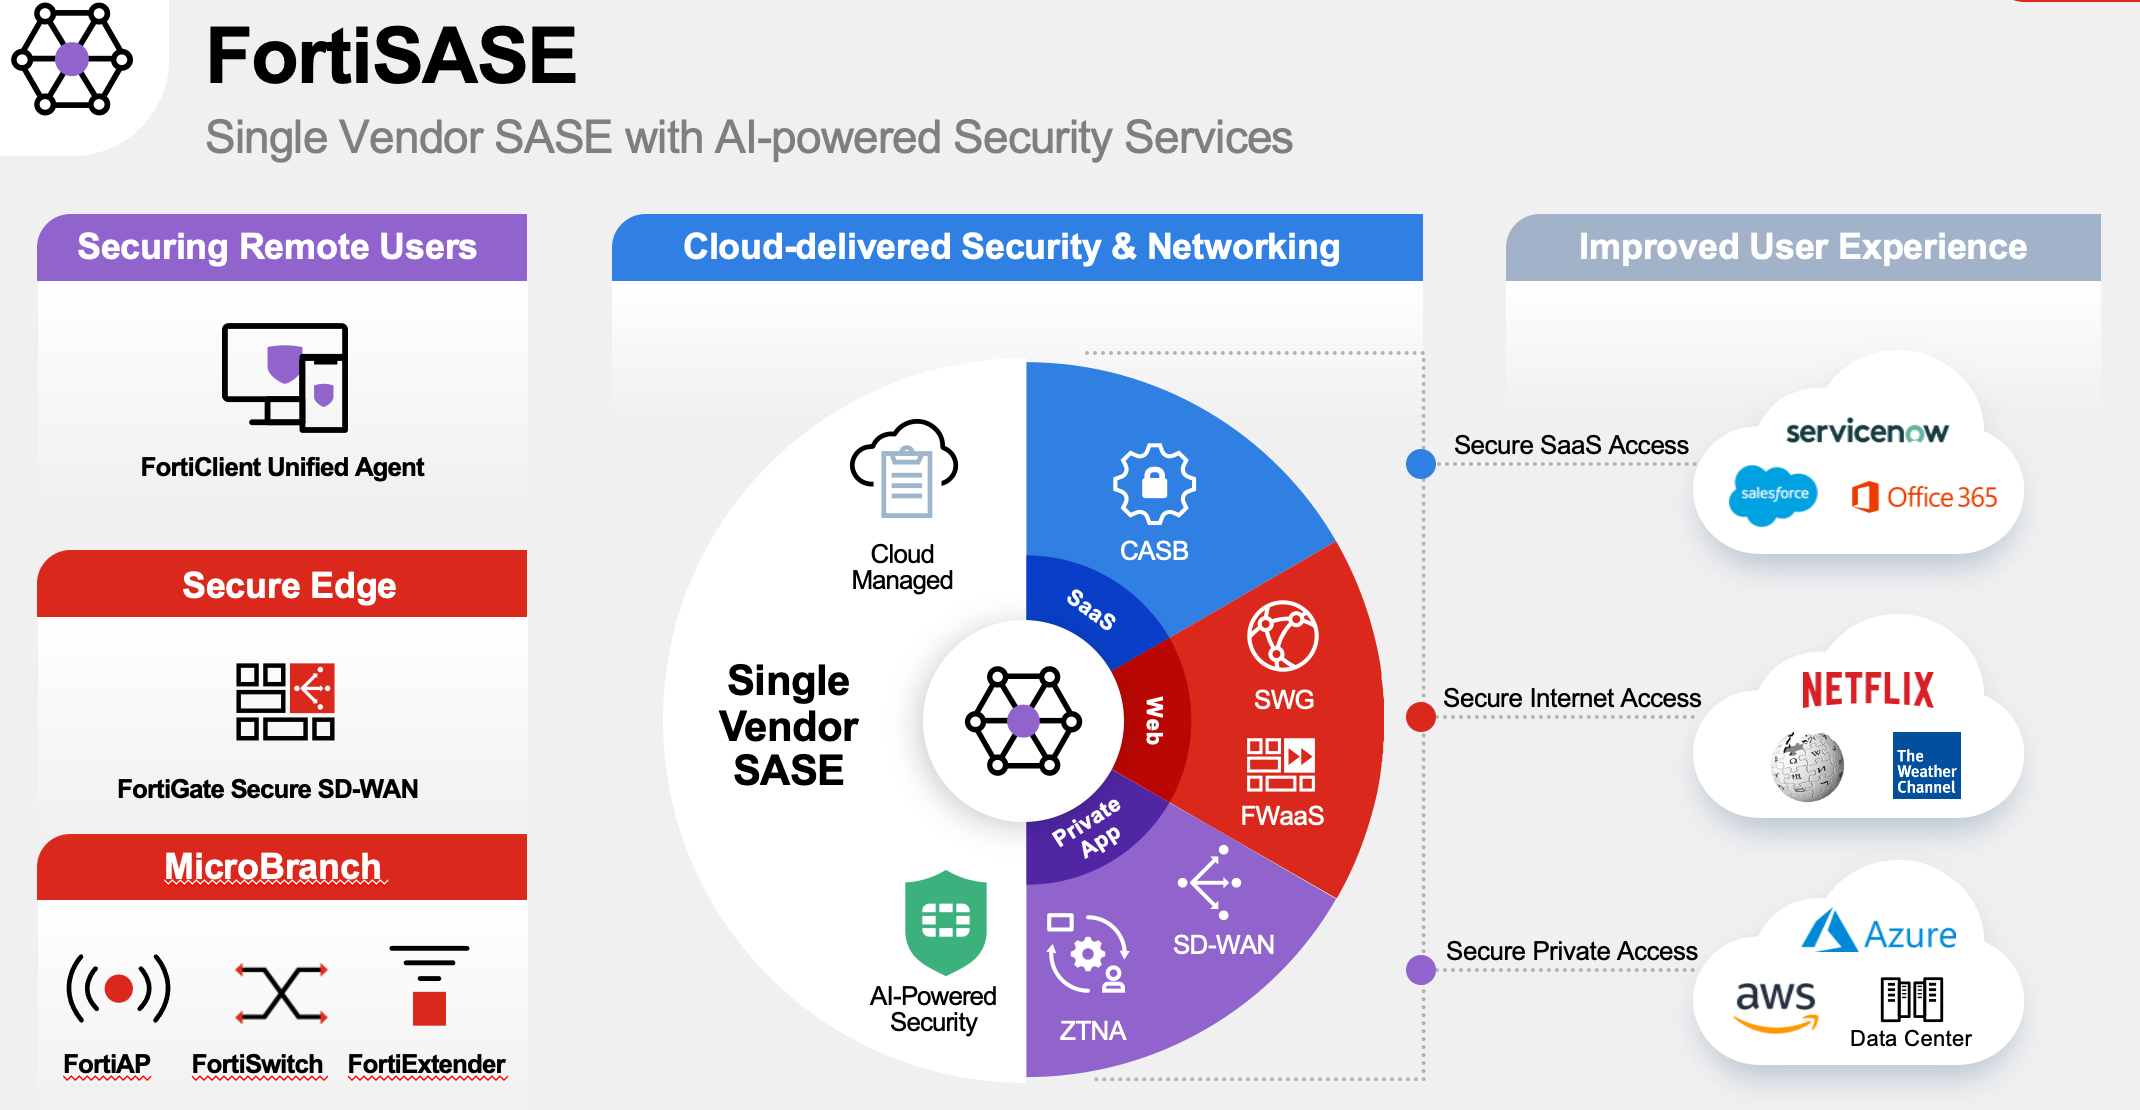 FortiSASE
Single Vendor SASE with AI-powered Security Services
Securing Remote Users
FortiClient Unified Agent
Secure Edge
FortiGate Secure SD-WAN
MicroBranch
FortiAP
FortiSwitch
FortiExtender
Cloud-delivered Security & Networking
Cloud
Managed
Single
Vendor
SASE
AI-Powered
Security
SaaS
Web
Private
App
CASB
SWG
FWaaS
SD-WAN
ZTNA
Improved User Experience
Secure SaaS Access
servicenow
salesforce
Office 365
Secure Internet Access
NETFLIX
The
Weather
Channel
Secure Private Access
Azure
aws
Data Center